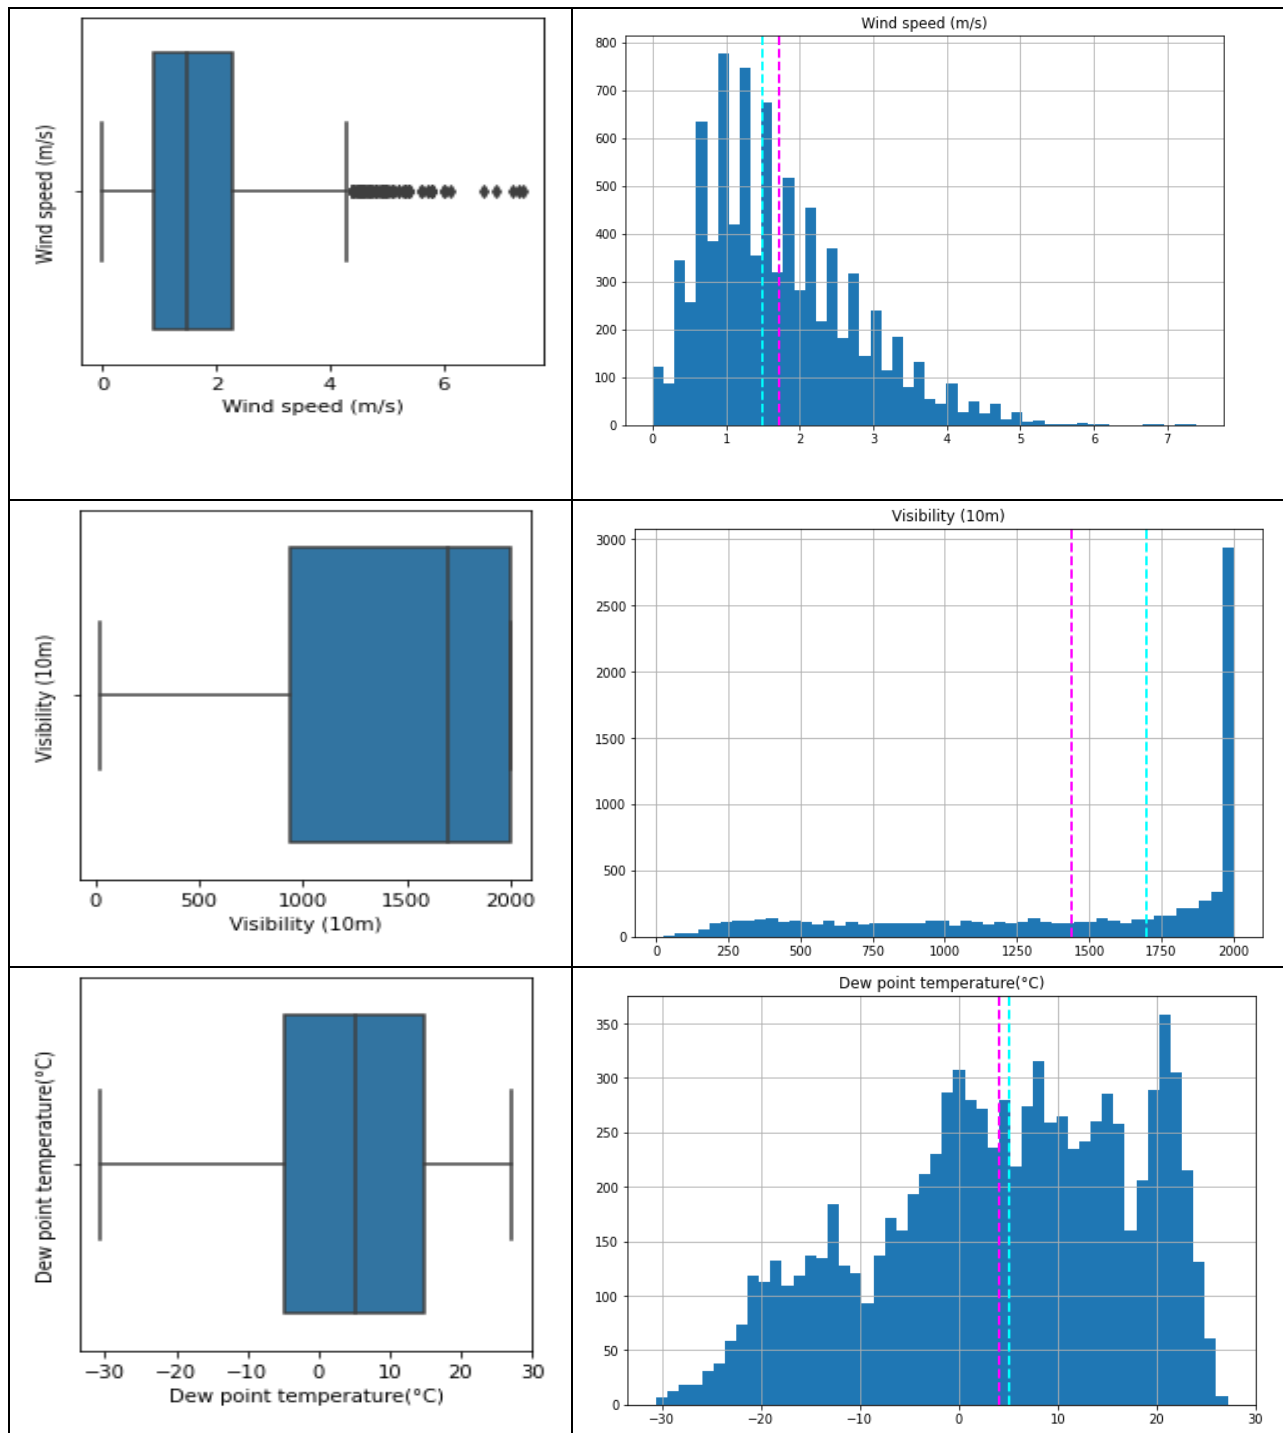 Wind speed (m/s)
0 2 4 6
Wind speed (m/s)
Wind speed (m/s)
800
700
600
500
400
300
200
100
0
0 1 2 3 4 5 6 7
Visibility (10m)
0 500 1000 1500 2000
Visibility (10m)
Visibility (10m)
3000
2500
2000
1500
1000
500
0
0 250 500 750 1000 1250 1500 1750 2000
Dew point temperature(°C)
−30 −20 −10 0 10 20 30
Dew point temperature(°C)
Dew point temperature(°C)
350
300
250
200
150
100
50
0
−30 −20 −10 0 10 20 30